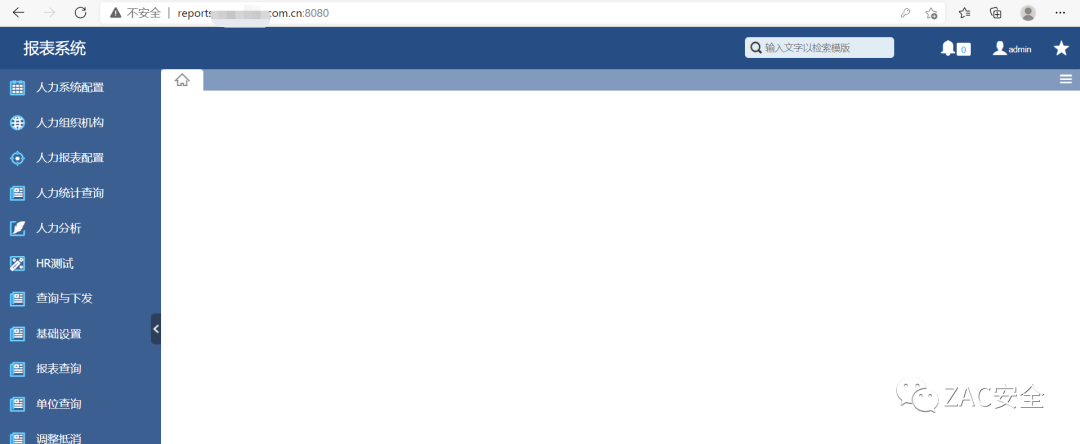 不安全 | reports com.cn:8080
报表系统
输入文字以检索模版
0
admin
人力系统配置
人力组织机构
人力报表配置
人力统计查询
人力分析
HR测试
查询与下发
基础设置
报表查询
单位查询
调整抵消
ZAC安全